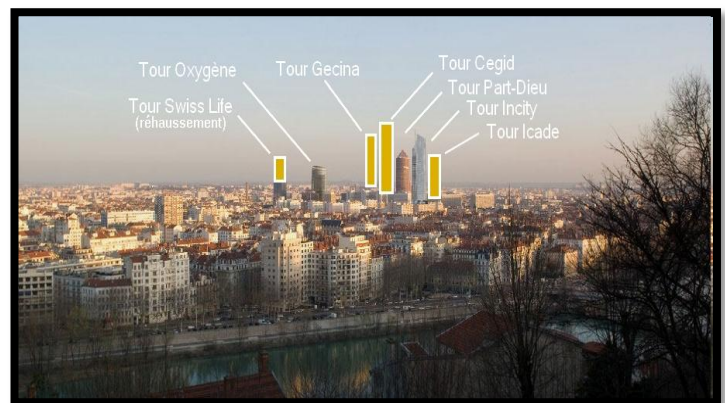 Tour Oxygène
Tour Gecina
Tour Cegid
Tour Part-Dieu
Tour Incity
Tour Icade
Tour Swiss Life
(réhaussement)